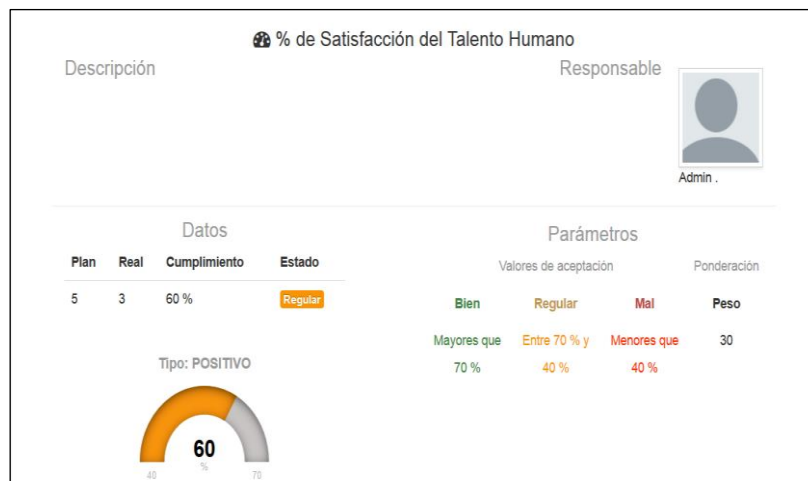 % de Satisfacción del Talento Humano
Descripción
Responsable
Admin .
Datos
Plan Real Cumplimiento Estado
5 3 60 % Regular
Tipo: POSITIVO
60
%
40 70
Parámetros
Valores de aceptación Ponderación
Bien Regular Mal Peso
Mayores que Entre 70 % y Menores que 30
70 % 40 % 40 %